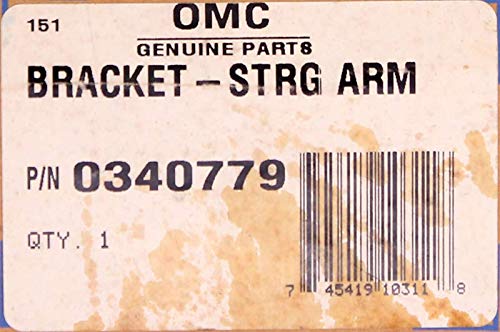 151
OMC
GENUINE PARTS
BRACKET – STRG ARM
P/N 0340779
QTY. 1
7 45419 10311 8